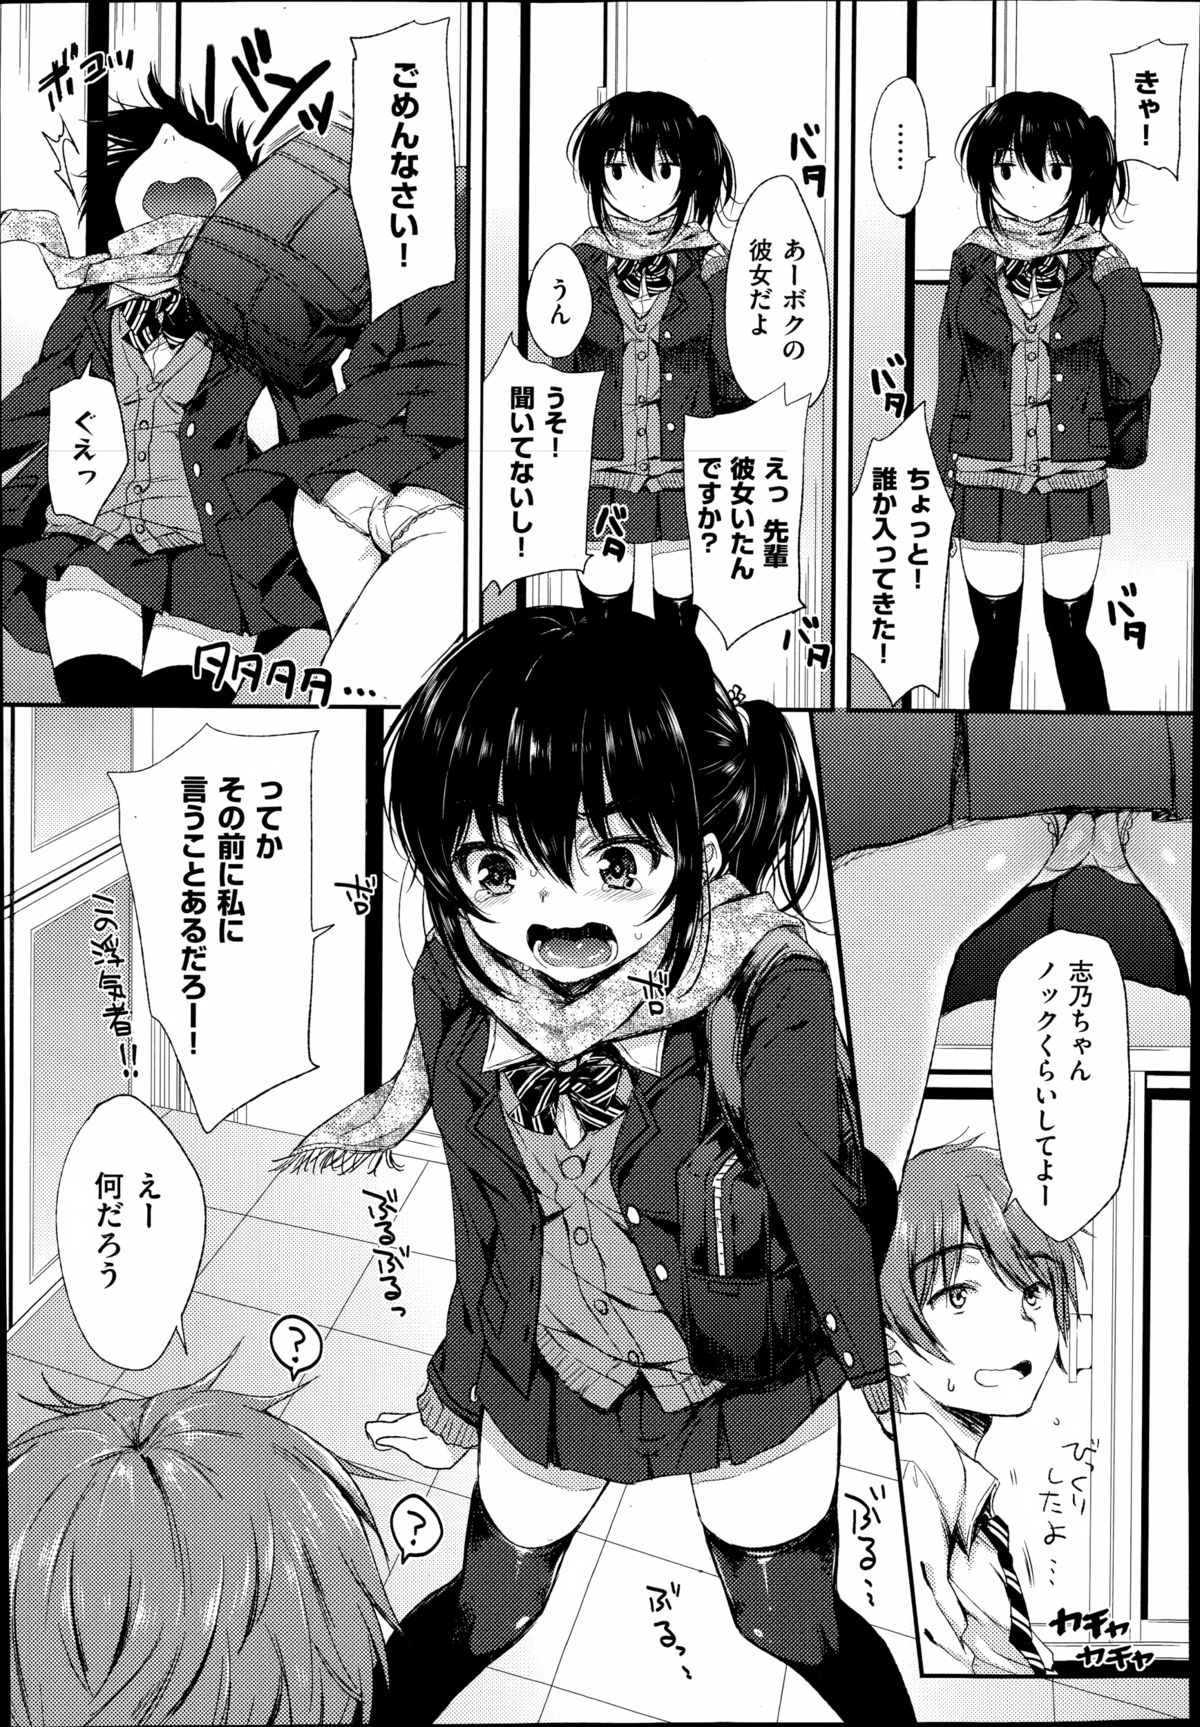 きゃ！
………
ちょっと！
誰か入ってきた！
バタ
バタ
あーボクの
彼女だよ
うん
えっ 先輩
彼女いたん
ですか？
うそ！
聞いてないし！
バタ
バタ
バタ
ごめんなさい！
バンッ
ボコッ
ぐえっ
タタタタ…
志乃ちゃん
ノックくらいしてよー
びっくり
したよ…
カチャ
カチャ
ってか
その前に私に
言うことあるだろー！
この浮気者！！
えー
何だろう
？
？
ぶるぶるっ
ぶるっ
ぶる